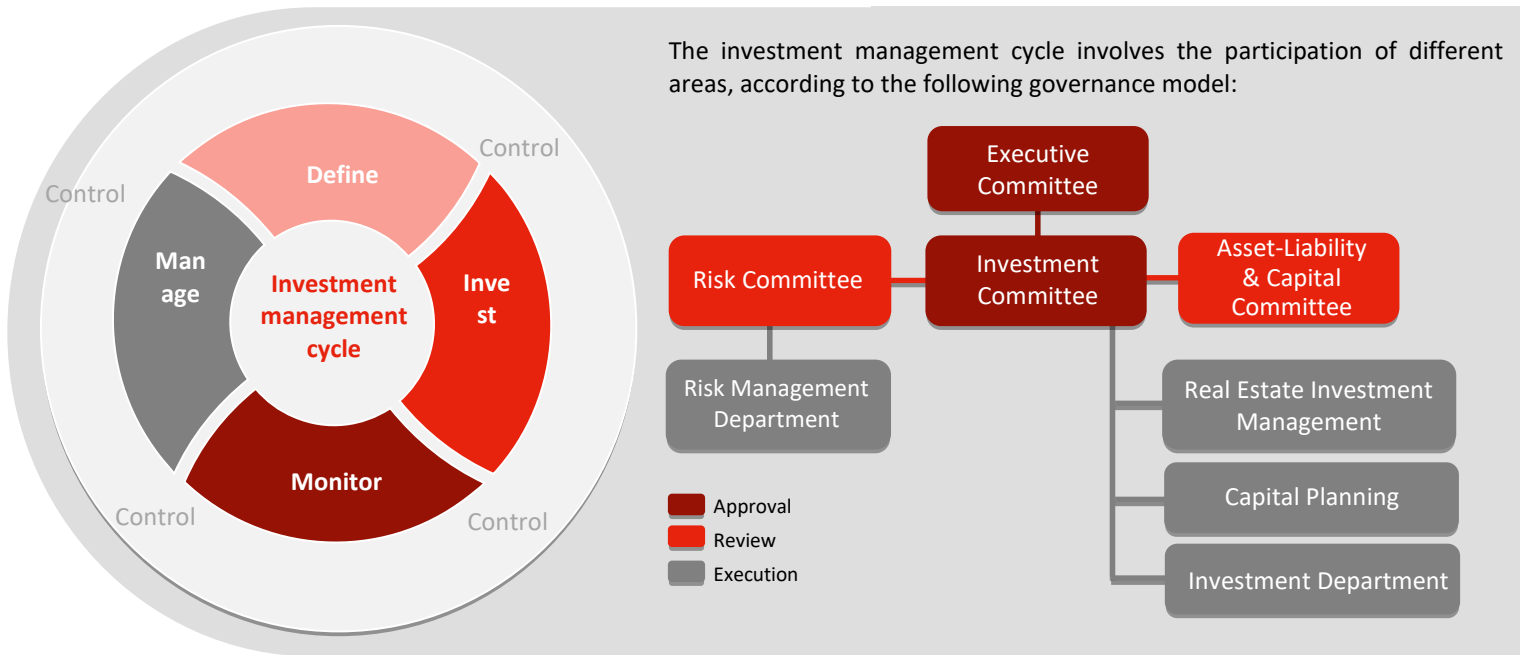 The investment management cycle involves the participation of different
areas, according to the following governance model:
Control
Control
Define
Man
age
Investment
management
cycle
Inve
st
Monitor
Control
Control
Executive
Committee
Risk Committee
Investment
Committee
Asset-Liability
& Capital
Committee
Risk Management
Department
Real Estate Investment
Management
Capital Planning
Investment Department
Approval
Review
Execution